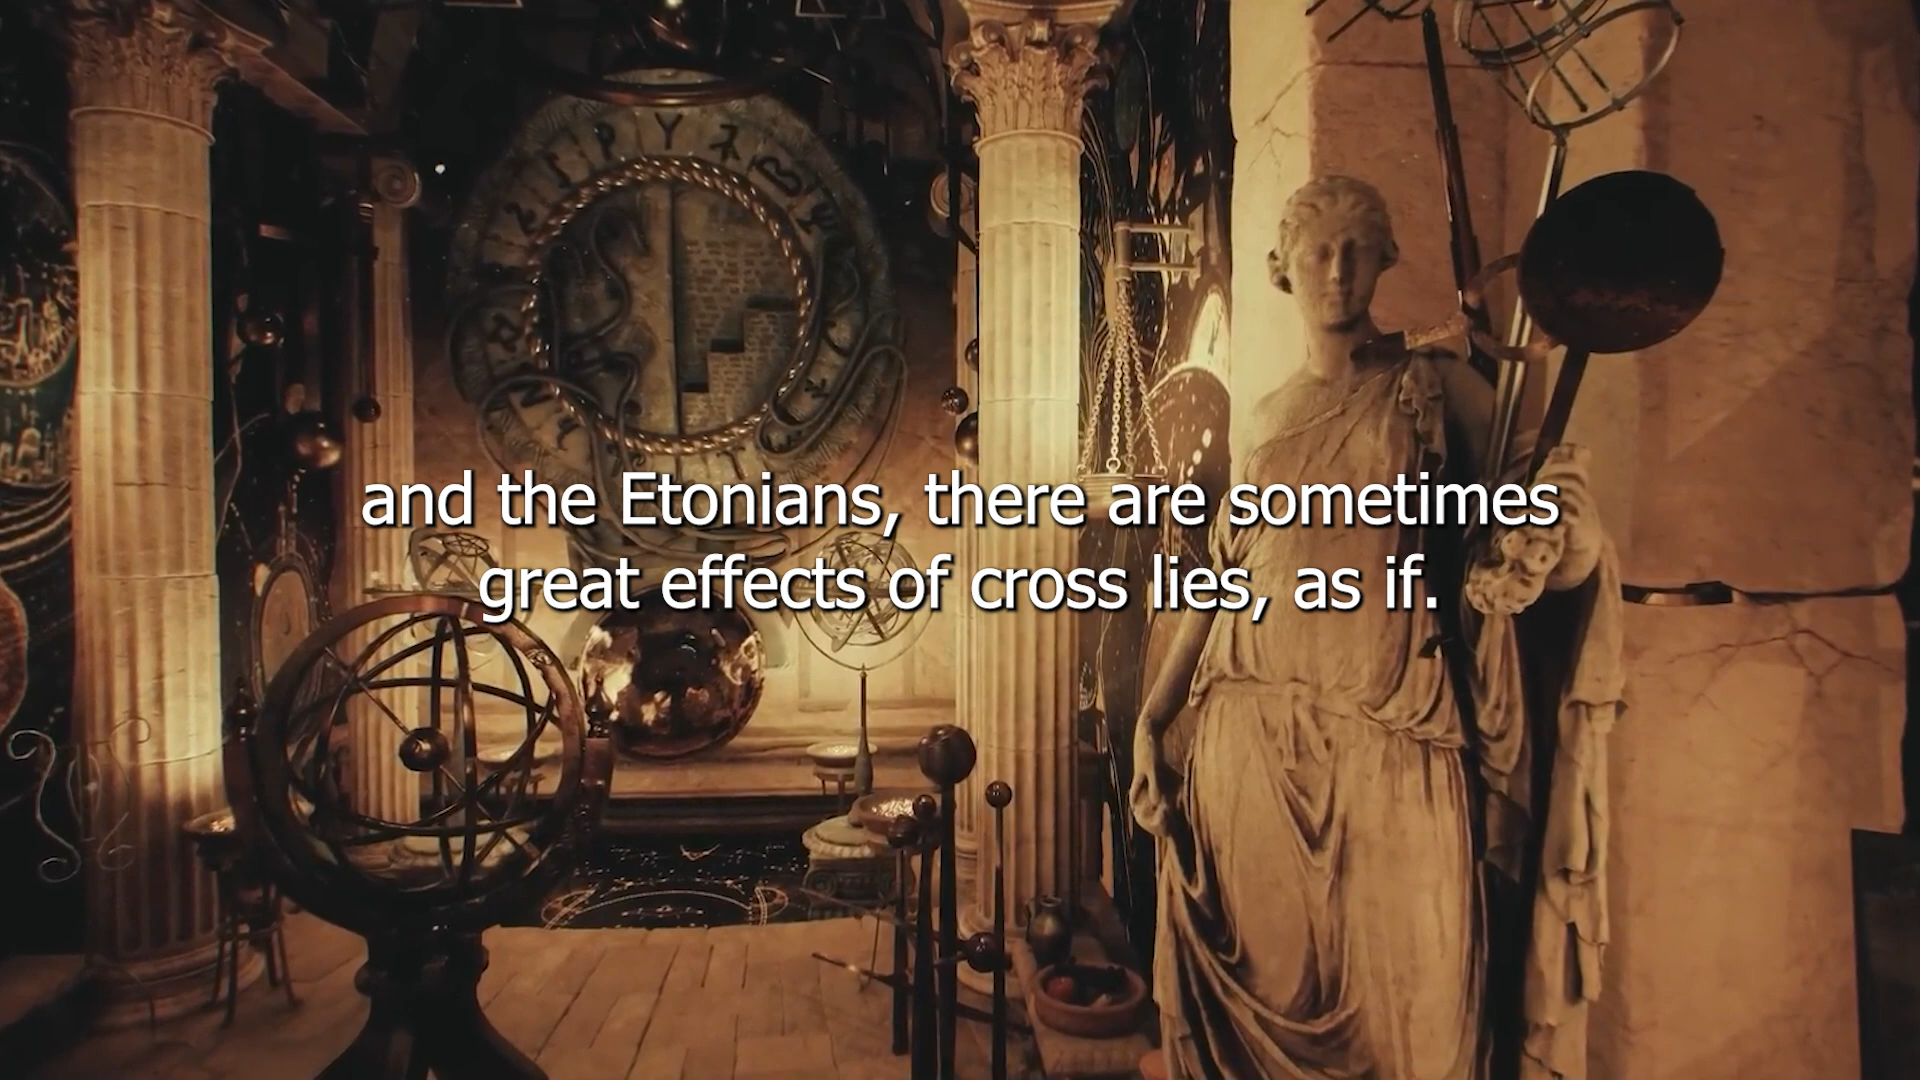 and the Etonians, there are sometimes
great effects of cross lies, as if.